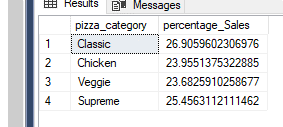 Results Messages
pizza_category percentage_Sales
1 Classic 26.9059602306976
2 Chicken 23.9551375322885
3 Veggie 23.6825910258677
4 Supreme 25.4563112111462